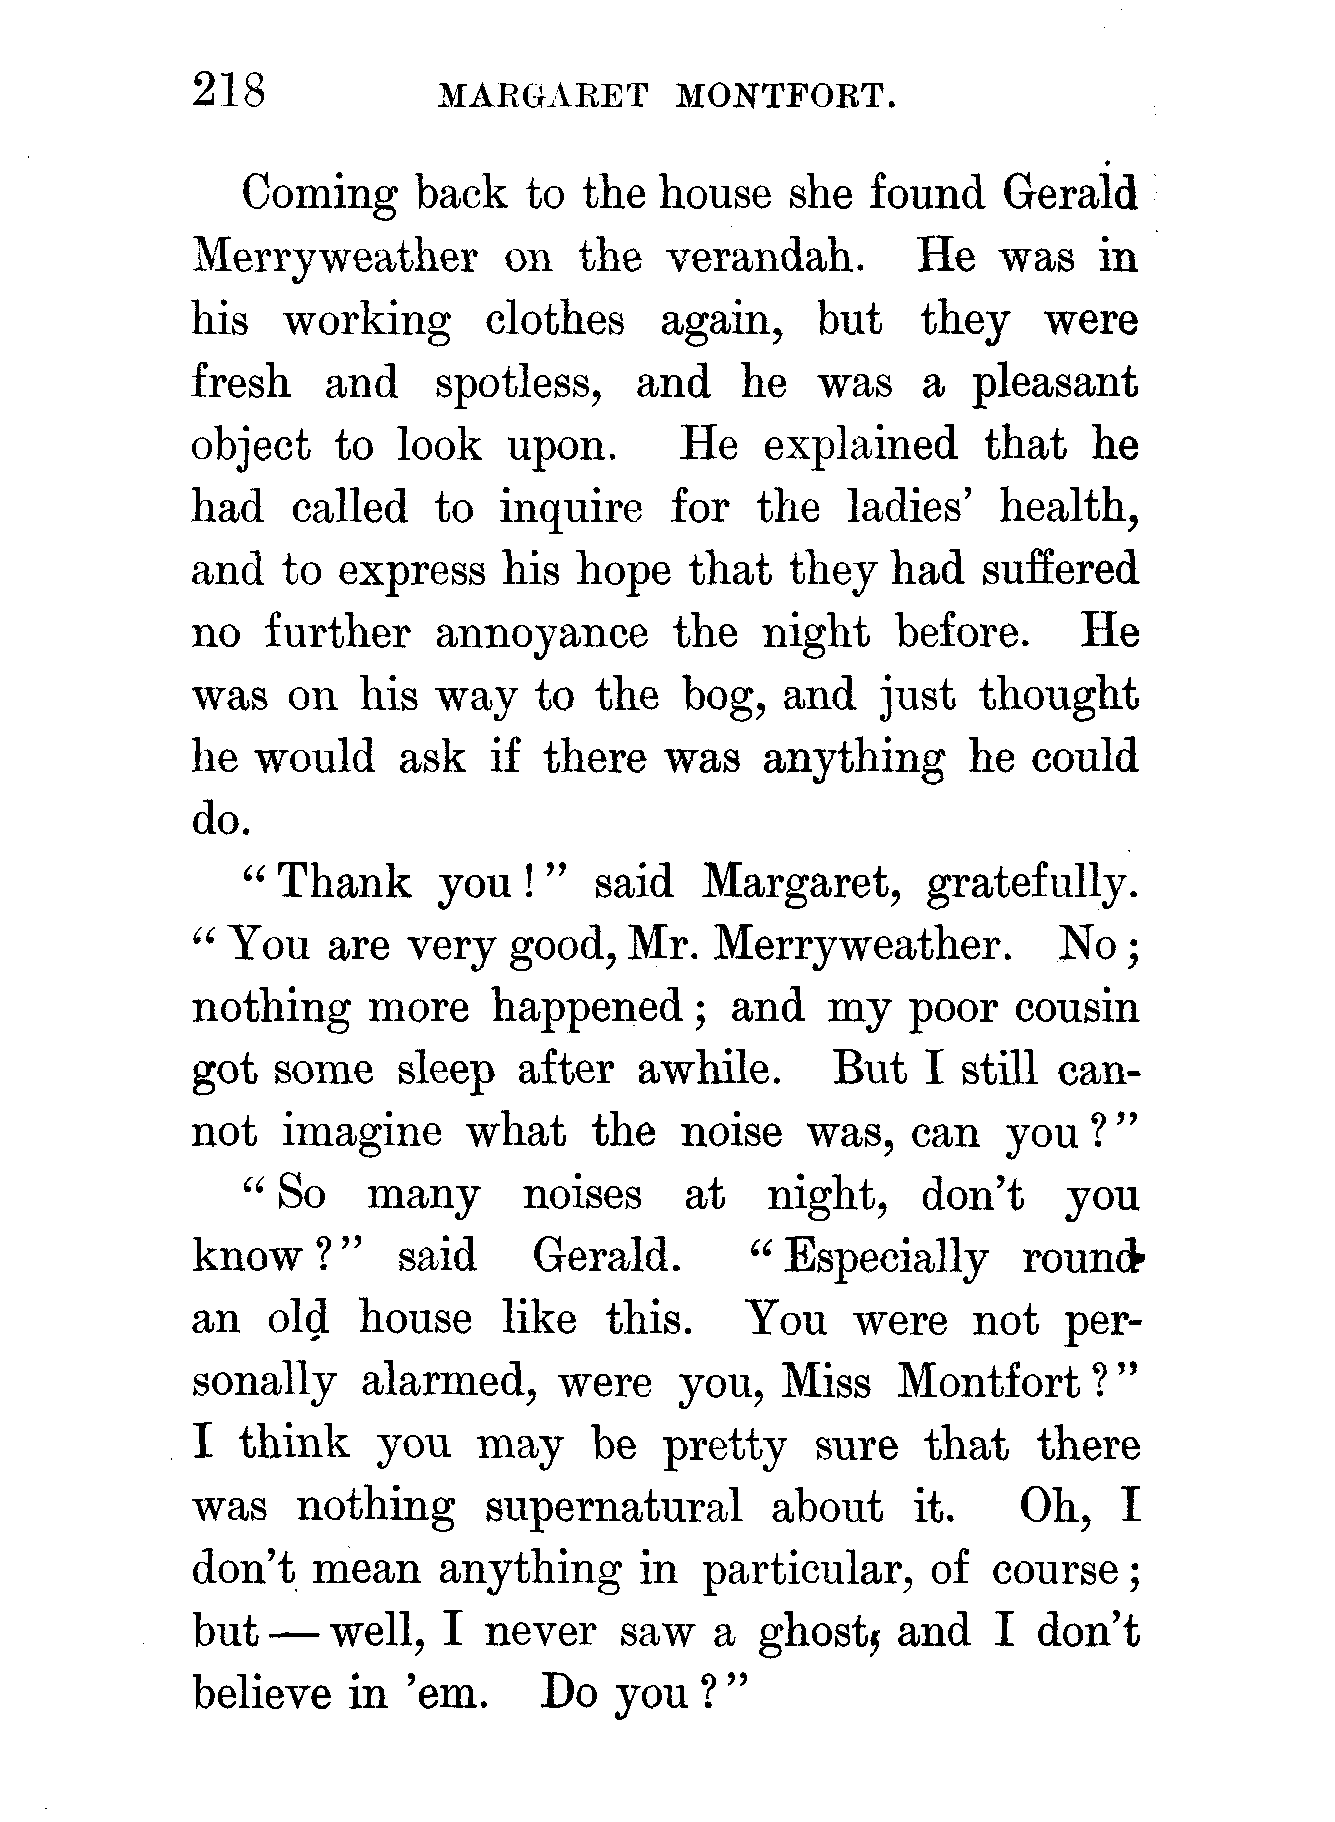 218 MARGARET MONTFORT.
Coming back to the house she found Gerald
Merryweather on the verandah. He was in
his working clothes again, but they were
fresh and spotless, and he was a pleasant
object to look upon. He explained that he
had called to inquire for the ladies' health,
and to express his hope that they had suffered
no further annoyance the night before. He
was on his way to the bog, and just thought
he would ask if there was anything he could
do.
“Thank you!” said Margaret, gratefully.
“You are very good, Mr. Merryweather. No;
nothing more happened; and my poor cousin
got some sleep after awhile. But I still can-
not imagine what the noise was, can you?”
“So many noises at night, don't you
know?” said Gerald. “Especially round
an old house like this. You were not per-
sonally alarmed, were you, Miss Montfort?”
I think you may be pretty sure that there
was nothing supernatural about it. Oh, I
don't mean anything in particular, of course;
but — well, I never saw a ghost, and I don't
believe in 'em. Do you?”